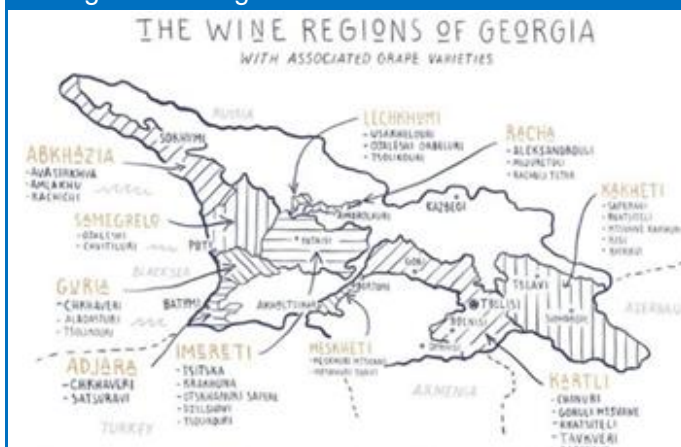 THE WINE REGIONS OF GEORGIA
WITH ASSOCIATED GRAPE VARIETIES
RUSSIA
LECHKHUMI
- USAKHELOURI
- OJALESHI ORBELURI
- TSOLIKOURI
RACHA
- ALEKSANDROULI
- MUJURETULI
- RACHULI TETRA
SOKHUMI
ABKHAZIA
- AVASIRKHVA
- AMLAKHU
- KACHICHI
KAKHETI
- SAPERAVI
- RKATSITELI
- KISI
AMBROLAURI
KAZBEGI
SAMEGRELO
- OJALESHI
- CHVITILURI
POTI
KUTAISI
BLACK SEA
GORI
TELAVI
GURIA
- CHKHAVERI
- ALADASTURI
- TSOLIKOURI
BATUMI
AKHALTSIKHE
BORJOMI
TBILISI
BOLNISI
AZERBAIJ
ADJARA
- CHKHAVERI
- SATSURAVI
IMERETI
- TSITSKA
- KRAKHUNA
- OTSKHANURI SAPERE
- DZELSHAVI
- TSOLIKOURI
MESKHETI
- MESKHURI MTSVANE
ARMENIA
KARTLI
- CHINURI
- GORULI MTSVANE
- RKATSITELI
- TAVKVERI
TURKEY